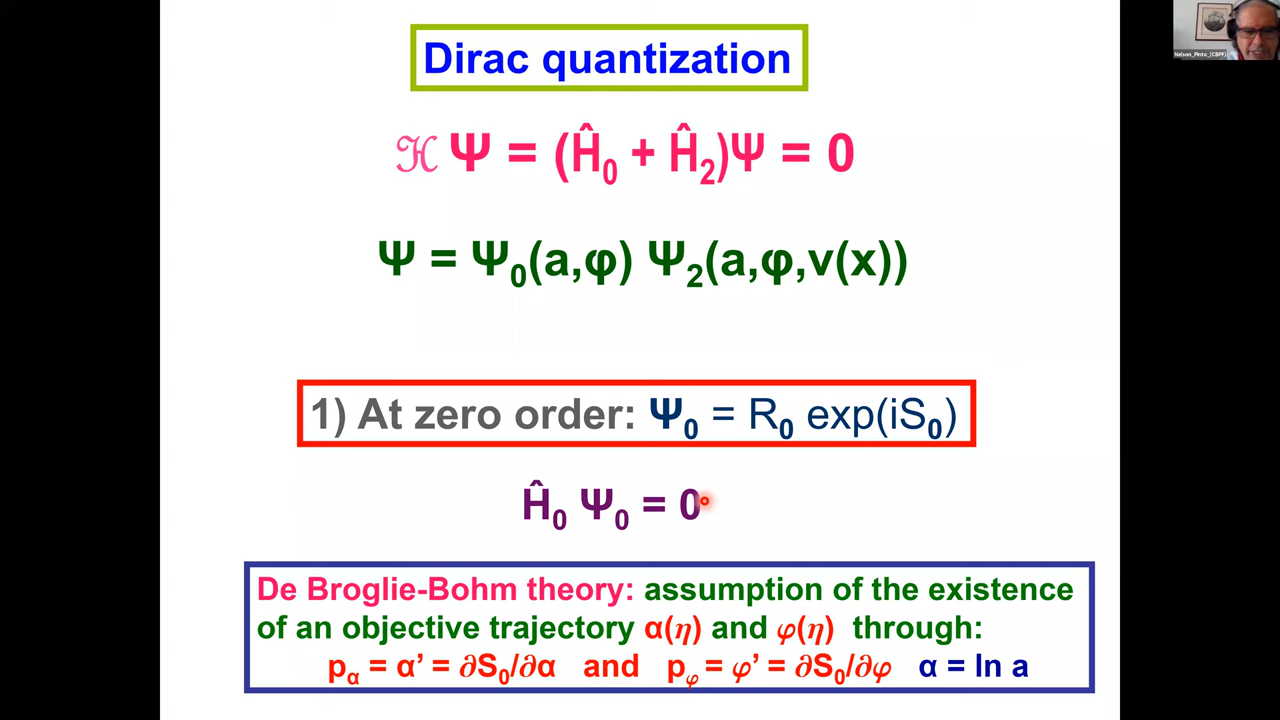 Dirac quantization
Nelson_Pinto_(CBPF)
ℋ Ψ = (Ĥ₀ + Ĥ₂)Ψ = 0
Ψ = Ψ₀(a,φ) Ψ₂(a,φ,v(x))
1) At zero order: Ψ₀ = R₀ exp(iS₀)
Ĥ₀ Ψ₀ = 0
De Broglie-Bohm theory: assumption of the existence
of an objective trajectory α(η) and φ(η) through:
pα = α’ = ∂S₀/∂α and pφ = φ’ = ∂S₀/∂φ α = ln a